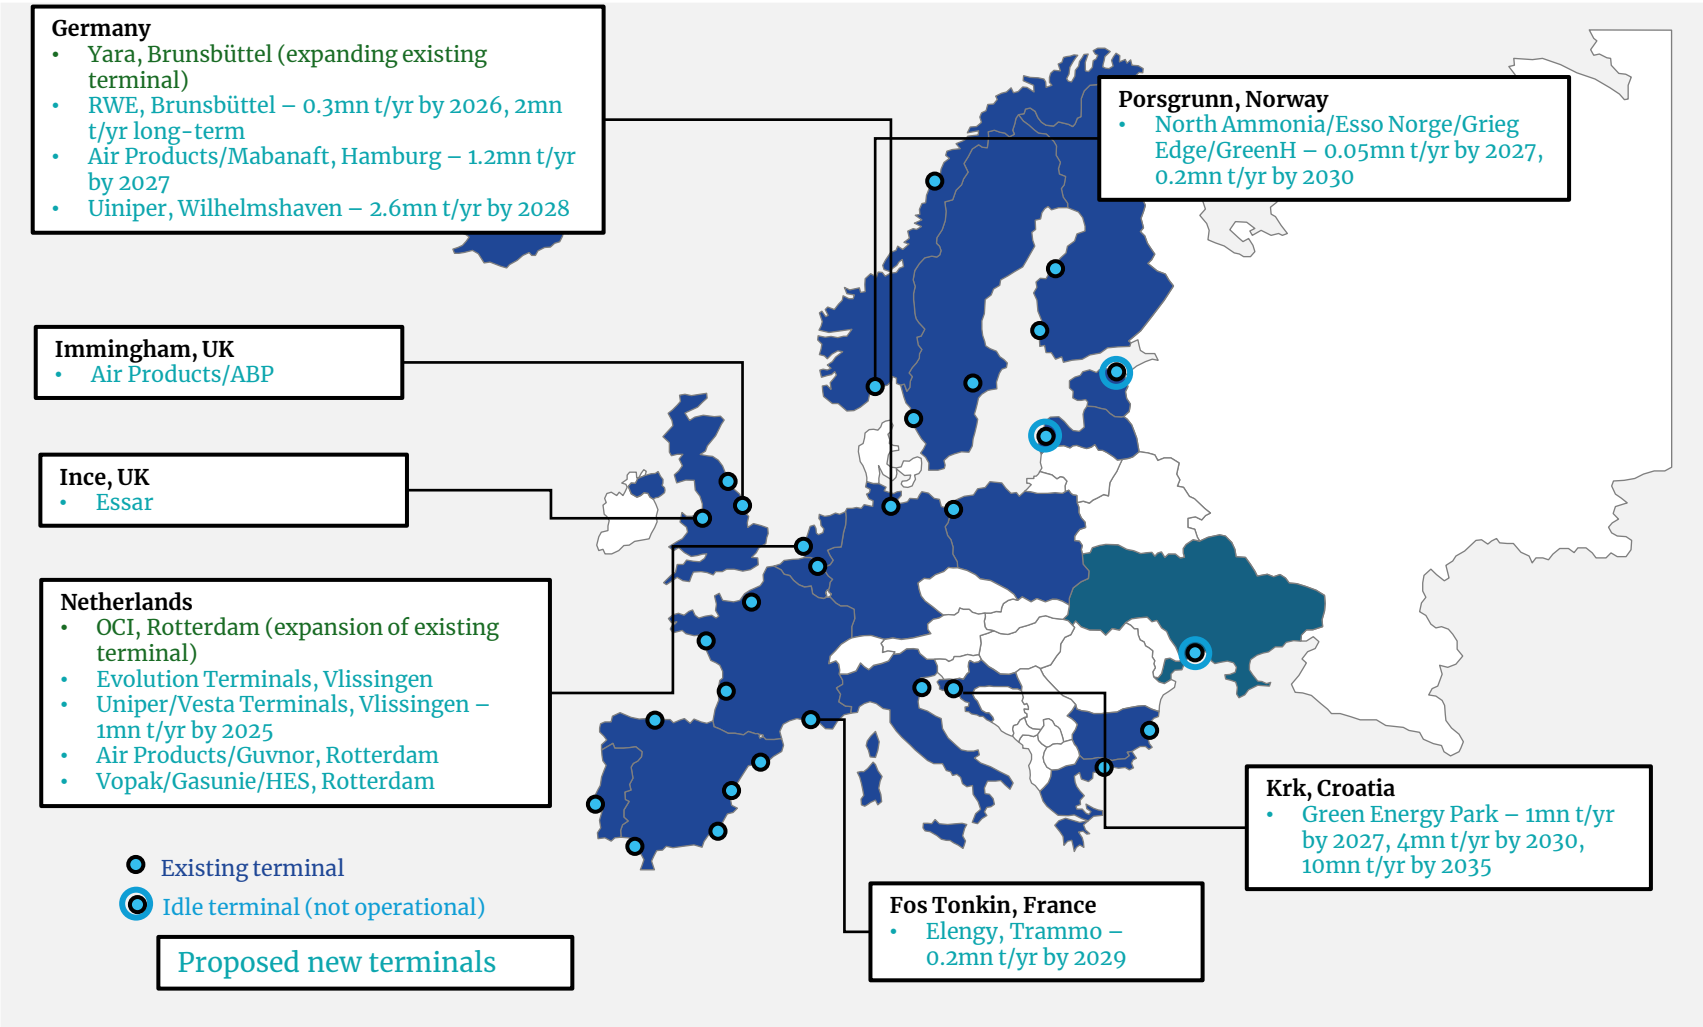 Germany
• Yara, Brunsbüttel (expanding existing
terminal)
• RWE, Brunsbüttel – 0.3mn t/yr by 2026, 2mn
t/yr long-term
• Air Products/Mabanaft, Hamburg – 1.2mn t/yr
by 2027
• Uiniper, Wilhelmshaven – 2.6mn t/yr by 2028
Porsgrunn, Norway
• North Ammonia/Esso Norge/Grieg
Edge/GreenH – 0.05mn t/yr by 2027,
0.2mn t/yr by 2030
Immingham, UK
• Air Products/ABP
Ince, UK
• Essar
Netherlands
• OCI, Rotterdam (expansion of existing
terminal)
• Evolution Terminals, Vlissingen
• Uniper/Vesta Terminals, Vlissingen –
1mn t/yr by 2025
• Air Products/Guvnor, Rotterdam
• Vopak/Gasunie/HES, Rotterdam
Krk, Croatia
• Green Energy Park – 1mn t/yr
by 2027, 4mn t/yr by 2030,
10mn t/yr by 2035
Fos Tonkin, France
• Elengy, Trammo –
0.2mn t/yr by 2029
Existing terminal
Idle terminal (not operational)
Proposed new terminals